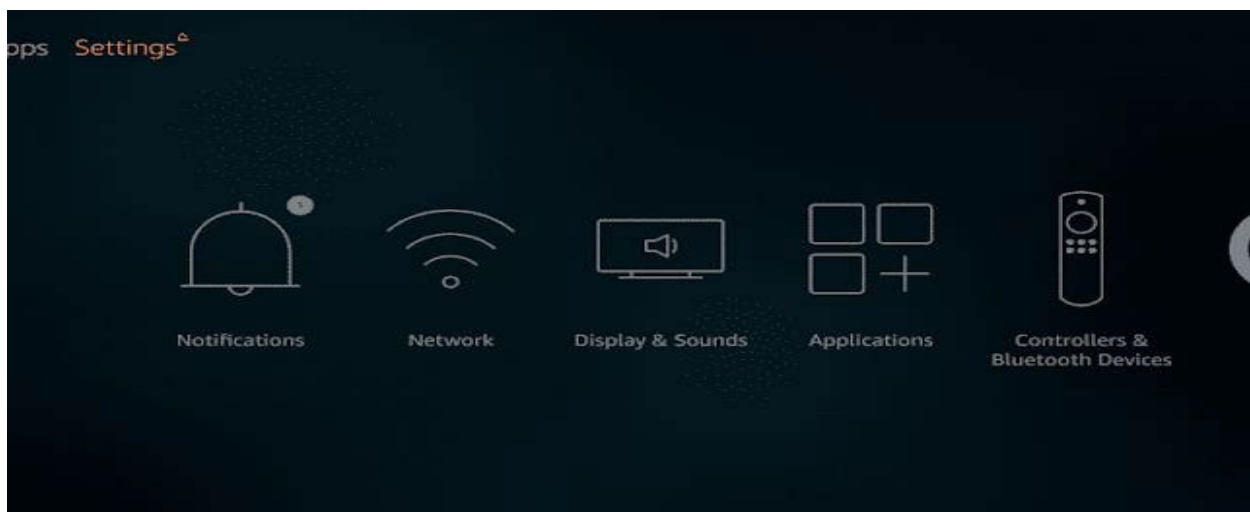 pps Settings
Notifications
Network
Display & Sounds
Applications
Controllers &
Bluetooth Devices